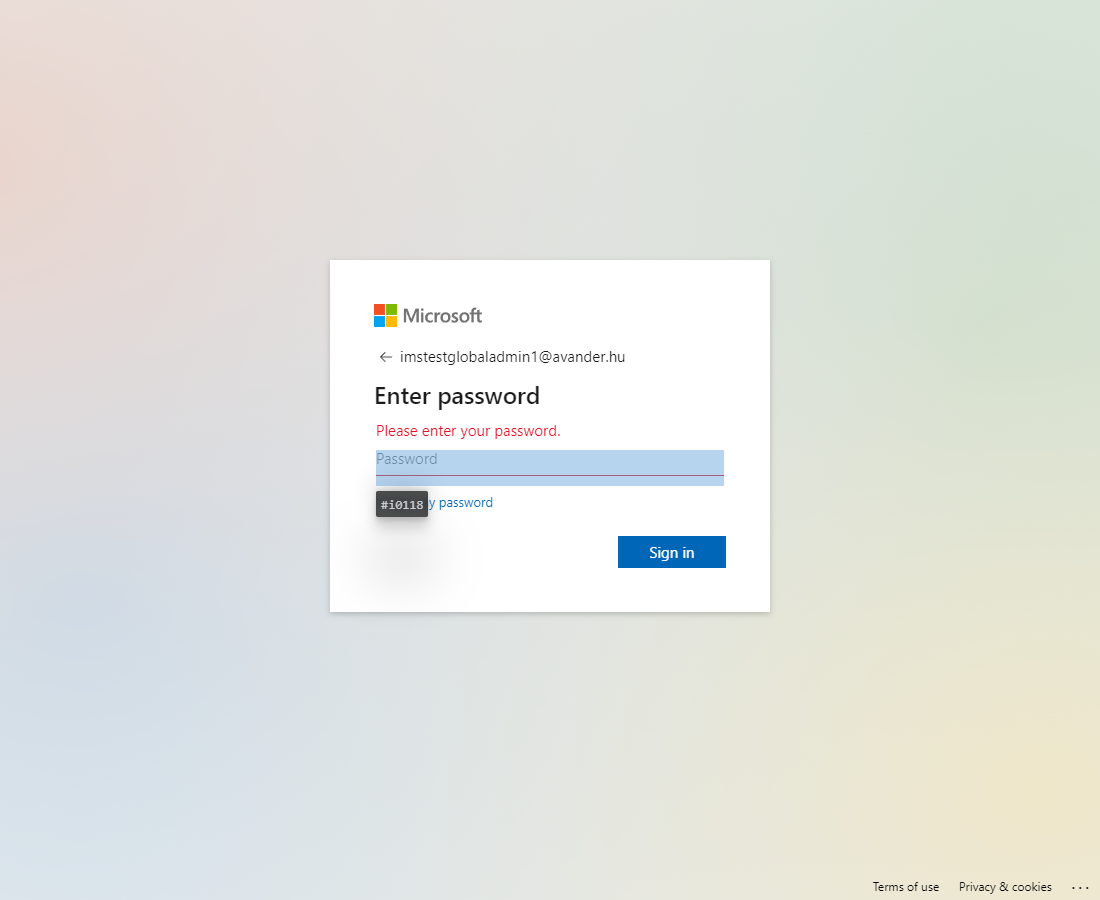 Microsoft
imstestglobaladmin1@avander.hu
Enter password
Please enter your password.
Password
#i0118
y password
Sign in
Terms of use
Privacy & cookies
...